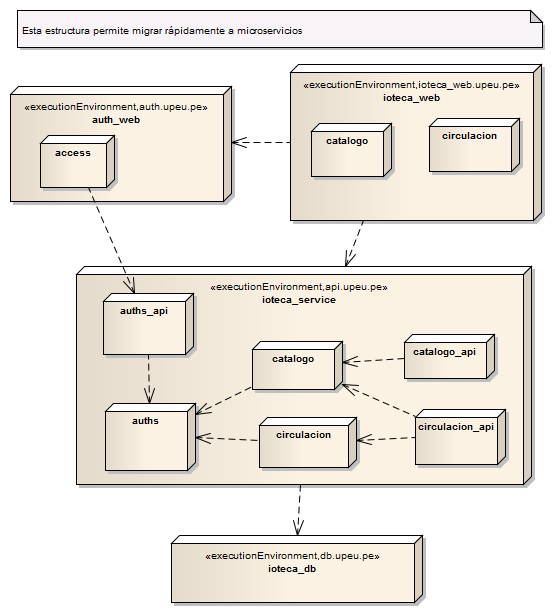 Esta estructura permite migrar rápidamente a microservicios
«executionEnvironment,auth.upeu.pe»
auth_web
access
«executionEnvironment,ioteca_web.upeu.pe»
ioteca_web
catalogo
circulacion
«executionEnvironment,api.upeu.pe»
ioteca_service
auths_api
catalogo
catalogo_api
auths
circulacion
circulacion_api
«executionEnvironment,db.upeu.pe»
ioteca_db